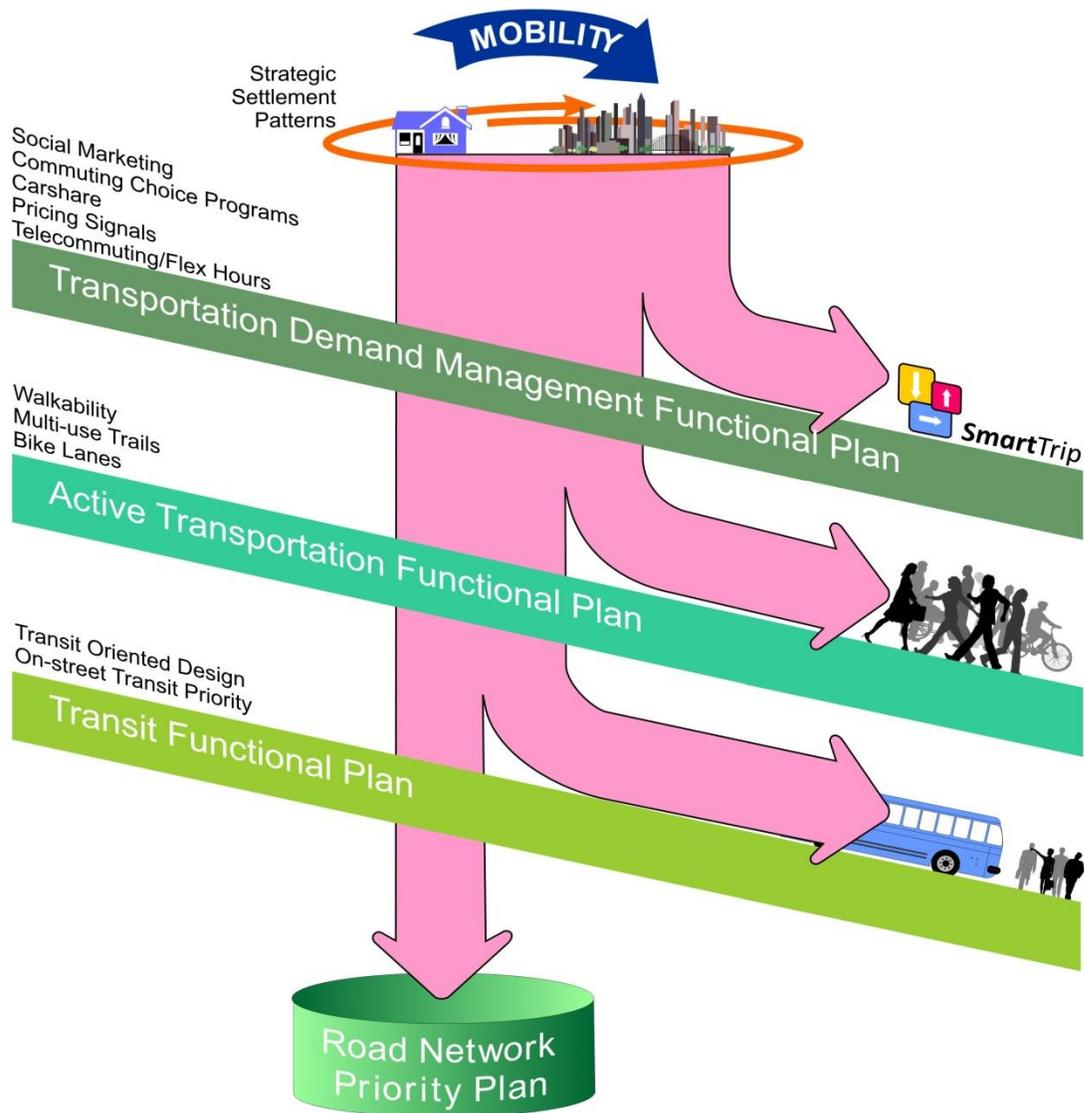 MOBILITY
Strategic
Settlement
Patterns
Social Marketing
Commuting Choice Programs
Carshare
Pricing Signals
Telecommuting/Flex Hours
Transportation Demand Management Functional Plan
SmartTrip
Walkability
Multi-use Trails
Bike Lanes
Active Transportation Functional Plan
Transit Oriented Design
On-street Transit Priority
Transit Functional Plan
Road Network
Priority Plan